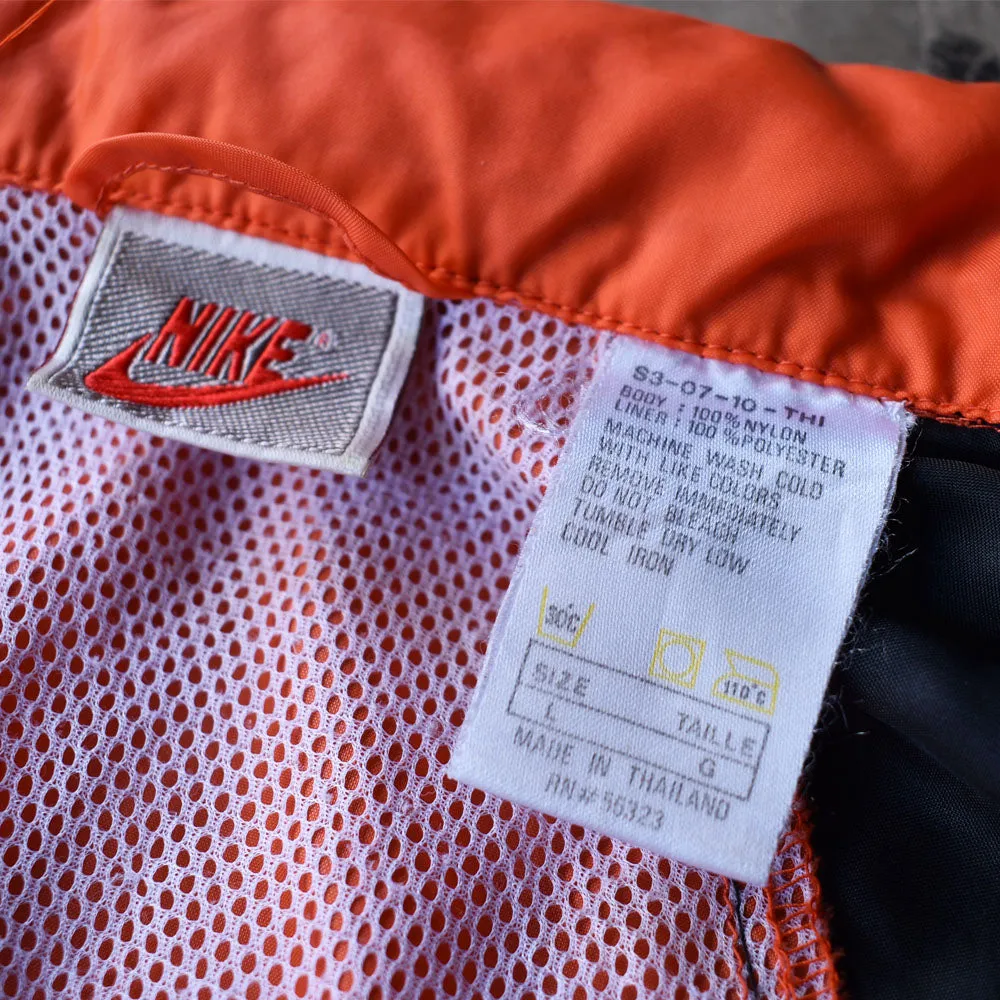 NIKE®
S3-07-10-THI
BODY : 100% NYLON
LINER : 100% POLYESTER
MACHINE WASH COLD
WITH LIKE COLORS
REMOVE IMMEDIATELY
DO NOT BLEACH
TUMBLE DRY LOW
COOL IRON
30°C
110°C
SIZE TAILLE
L G
MADE IN THAILAND
RN# 56323